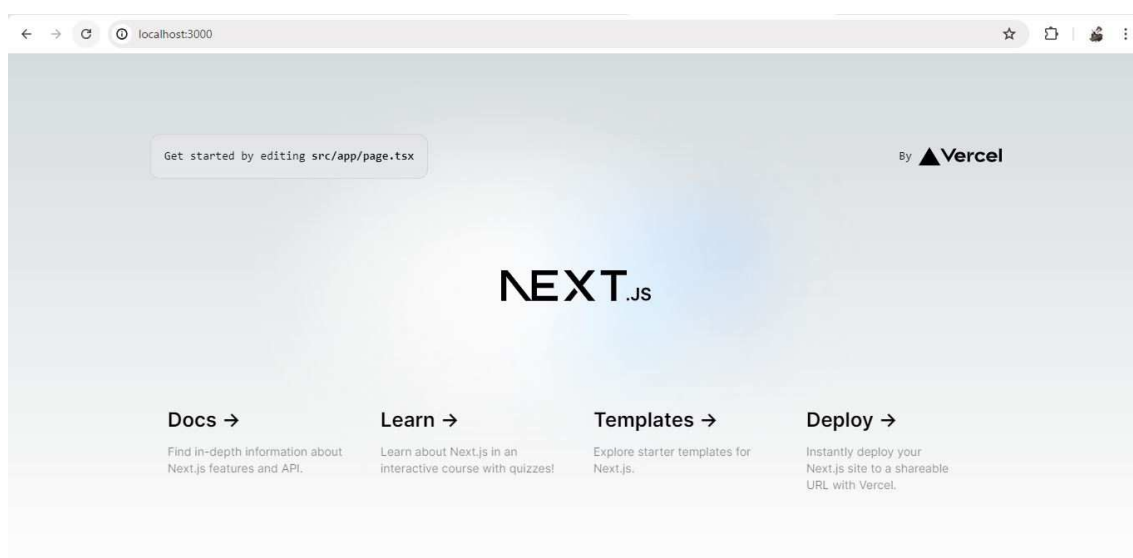 localhost:3000
Get started by editing src/app/page.tsx
By Vercel
NEXT.JS
Docs →
Find in-depth information about
Next.js features and API.
Learn →
Learn about Next.js in an
interactive course with quizzes!
Templates →
Explore starter templates for
Next.js.
Deploy →
Instantly deploy your
Next.js site to a shareable
URL with Vercel.